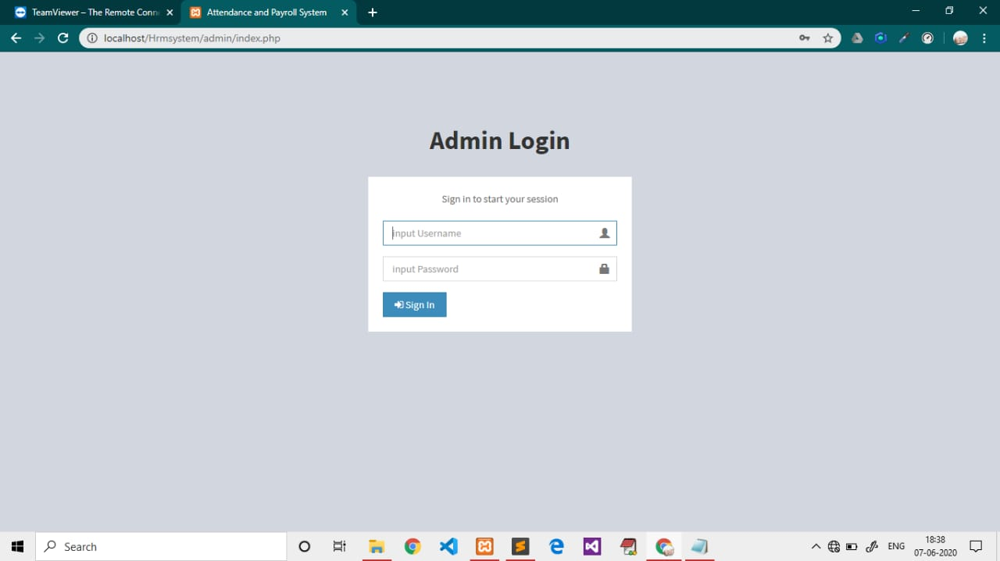 TeamViewer – The Remote Conn
Attendance and Payroll System
localhost/Hrmsystem/admin/index.php
Admin Login
Sign in to start your session
input Username
input Password
Sign In
Search
ENG
18:38
07-06-2020